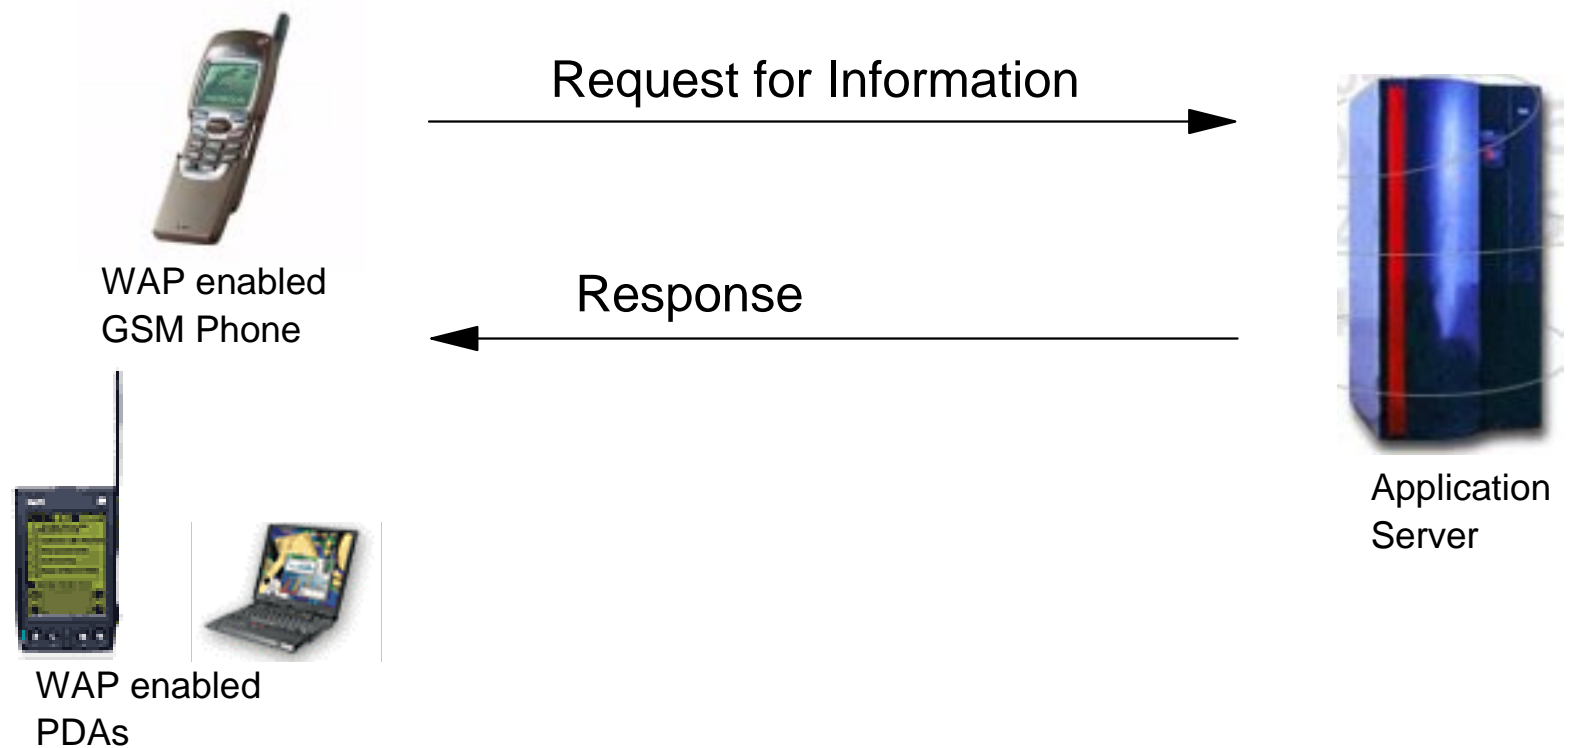 Request for Information
WAP enabled
GSM Phone
Response
Application
Server
WAP enabled
PDAs